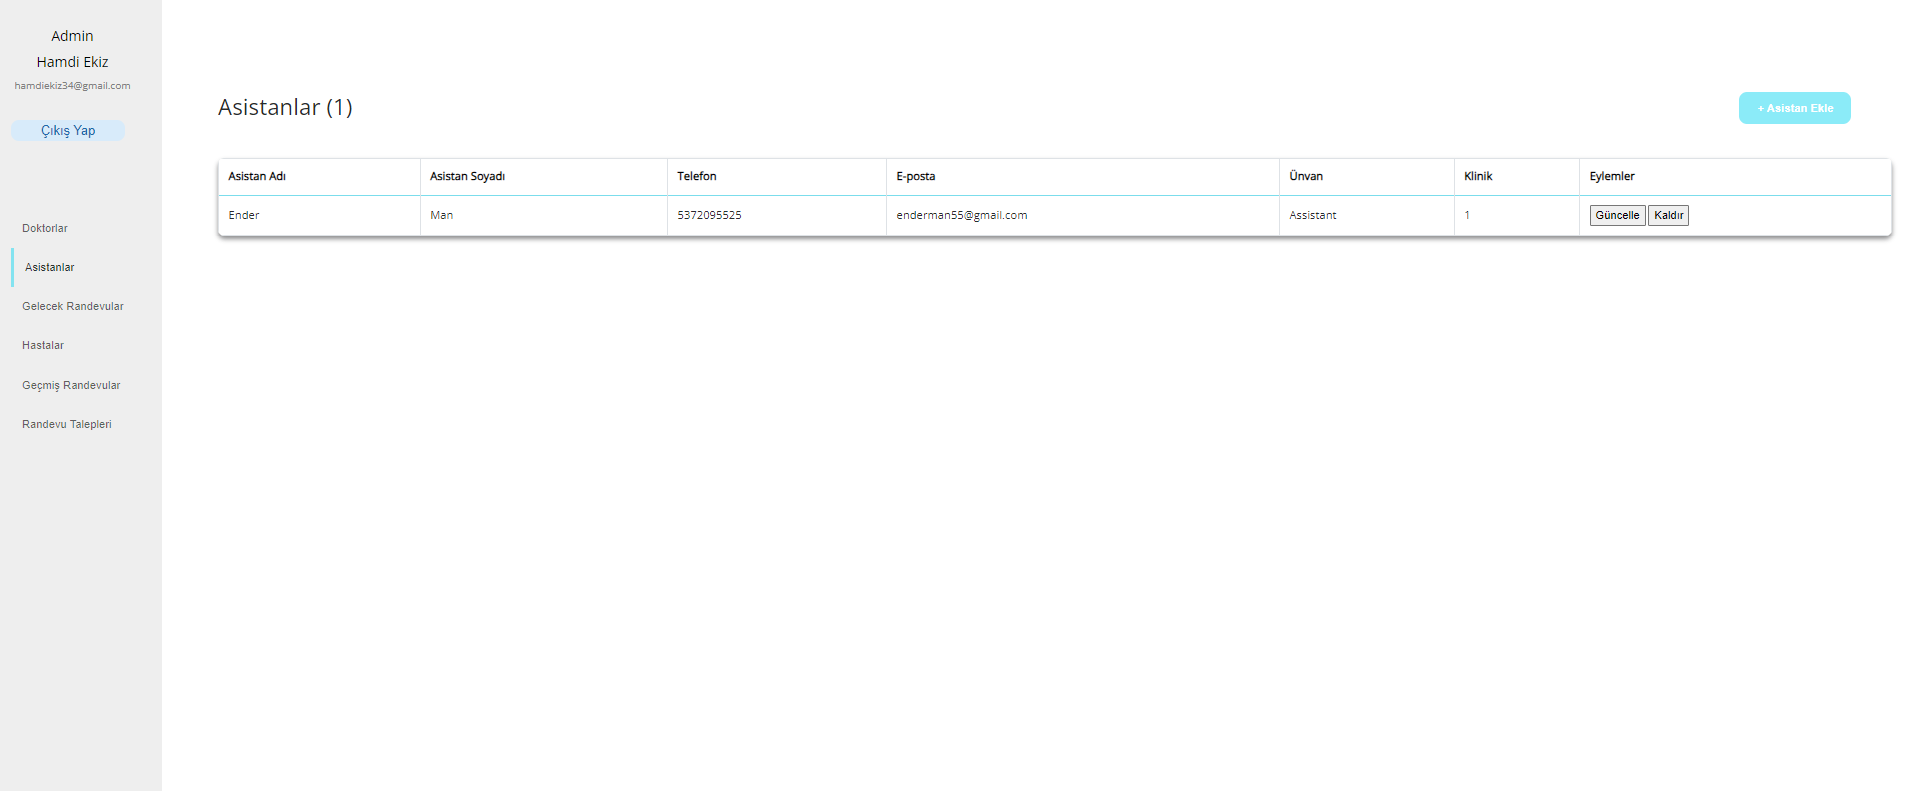 Admin
Hamdi Ekiz
hamdiekiz34@gmail.com
Çıkış Yap
Doktorlar
Asistanlar
Gelecek Randevular
Hastalar
Geçmiş Randevular
Randevu Talepleri
Asistanlar (1)
+ Asistan Ekle
Asistan Adı Asistan Soyadı Telefon E-posta Ünvan Klinik Eylemler
Ender Man 5372095525 enderman55@gmail.com Assistant 1 Güncelle Kaldır